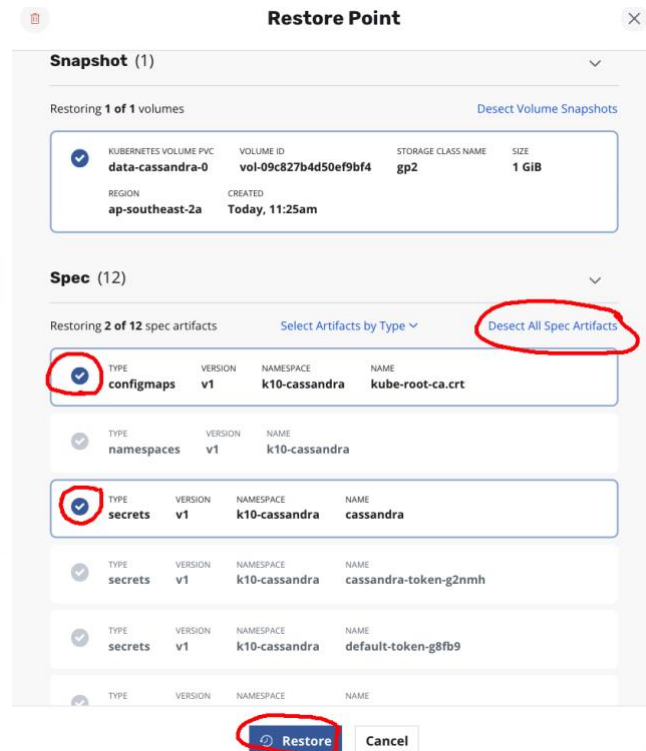 Restore Point
Snapshot (1)
Restoring 1 of 1 volumes Desect Volume Snapshots
KUBERNETES VOLUME PVC VOLUME ID STORAGE CLASS NAME SIZE
data-cassandra-0 vol-09c827b4d50ef9bf4 gp2 1 GiB
REGION CREATED
ap-southeast-2a Today, 11:25am
Spec (12)
Restoring 2 of 12 spec artifacts Select Artifacts by Type Desect All Spec Artifacts
TYPE VERSION NAMESPACE NAME
configmaps v1 k10-cassandra kube-root-ca.crt
TYPE VERSION NAME
namespaces v1 k10-cassandra
TYPE VERSION NAMESPACE NAME
secrets v1 k10-cassandra cassandra
TYPE VERSION NAMESPACE NAME
secrets v1 k10-cassandra cassandra-token-g2nmh
TYPE VERSION NAMESPACE NAME
secrets v1 k10-cassandra default-token-g8fb9
TYPE VERSION NAMESPACE NAME
Restore Cancel